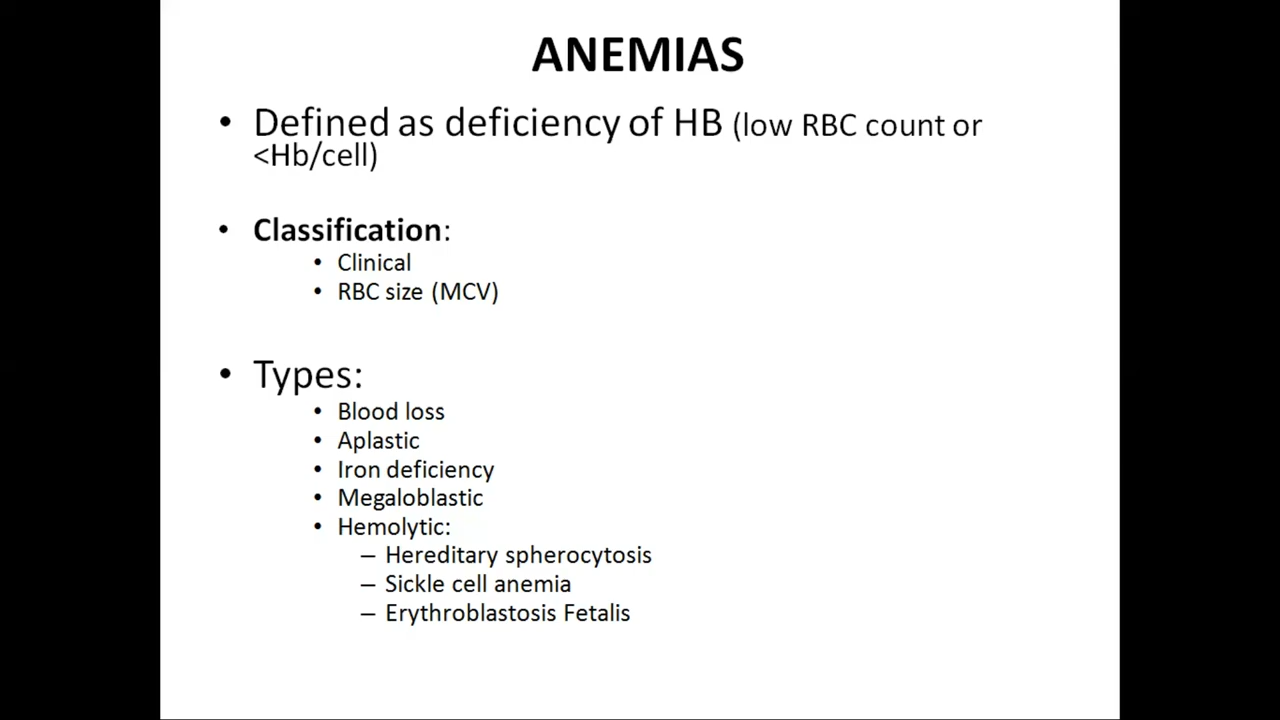 ANEMIAS
• Defined as deficiency of HB (low RBC count or
<Hb/cell)
• Classification:
• Clinical
• RBC size (MCV)
• Types:
• Blood loss
• Aplastic
• Iron deficiency
• Megaloblastic
• Hemolytic:
– Hereditary spherocytosis
– Sickle cell anemia
– Erythroblastosis Fetalis